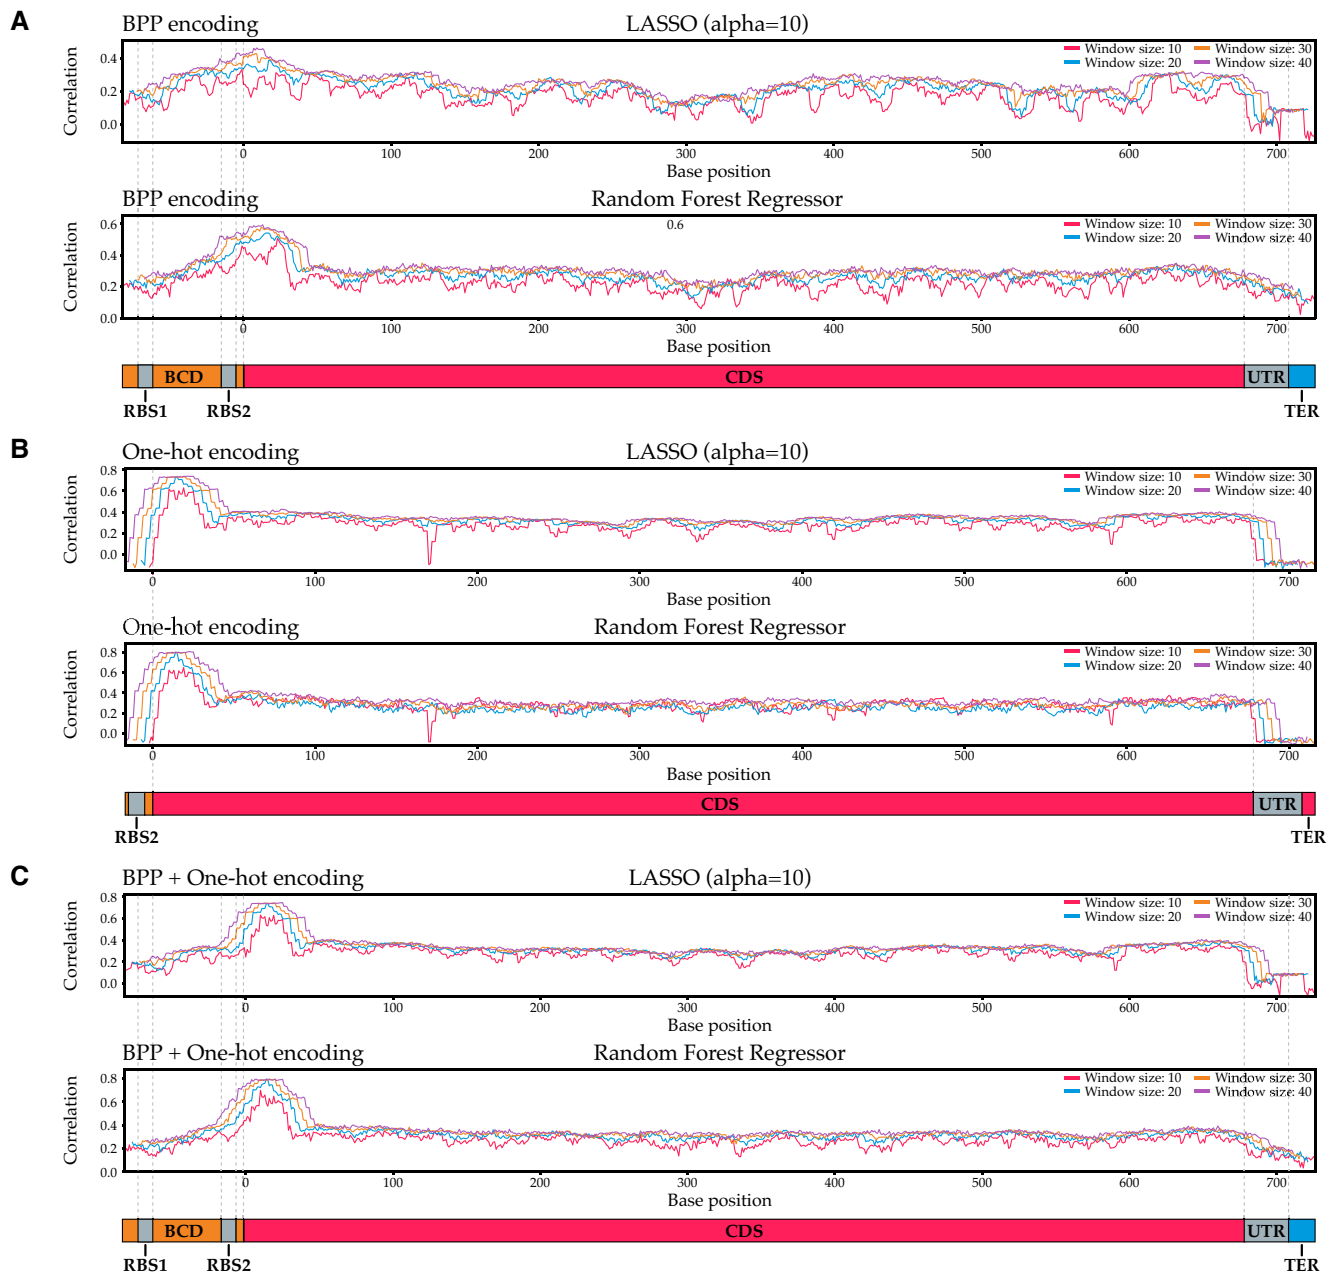 A
BPP encoding LASSO (alpha=10)
Window size: 10 Window size: 30
Window size: 20 Window size: 40
Correlation
0.4
0.2
0.0
0 100 200 300 400 500 600 700
Base position
BPP encoding Random Forest Regressor
0.6
Window size: 10 Window size: 30
Window size: 20 Window size: 40
Correlation
0.6
0.4
0.2
0.0
0 100 200 300 400 500 600 700
Base position
BCD CDS UTR
RBS1 RBS2 TER
B
One-hot encoding LASSO (alpha=10)
Window size: 10 Window size: 30
Window size: 20 Window size: 40
Correlation
0.8
0.6
0.4
0.2
0.0
0 100 200 300 400 500 600 700
Base position
One-hot encoding Random Forest Regressor
Window size: 10 Window size: 30
Window size: 20 Window size: 40
Correlation
0.8
0.6
0.4
0.2
0.0
0 100 200 300 400 500 600 700
Base position
CDS UTR
RBS2 TER
C
BPP + One-hot encoding LASSO (alpha=10)
Window size: 10 Window size: 30
Window size: 20 Window size: 40
Correlation
0.8
0.6
0.4
0.2
0.0
0 100 200 300 400 500 600 700
Base position
BPP + One-hot encoding Random Forest Regressor
Window size: 10 Window size: 30
Window size: 20 Window size: 40
Correlation
0.8
0.6
0.4
0.2
0.0
0 100 200 300 400 500 600 700
Base position
BCD CDS UTR
RBS1 RBS2 TER